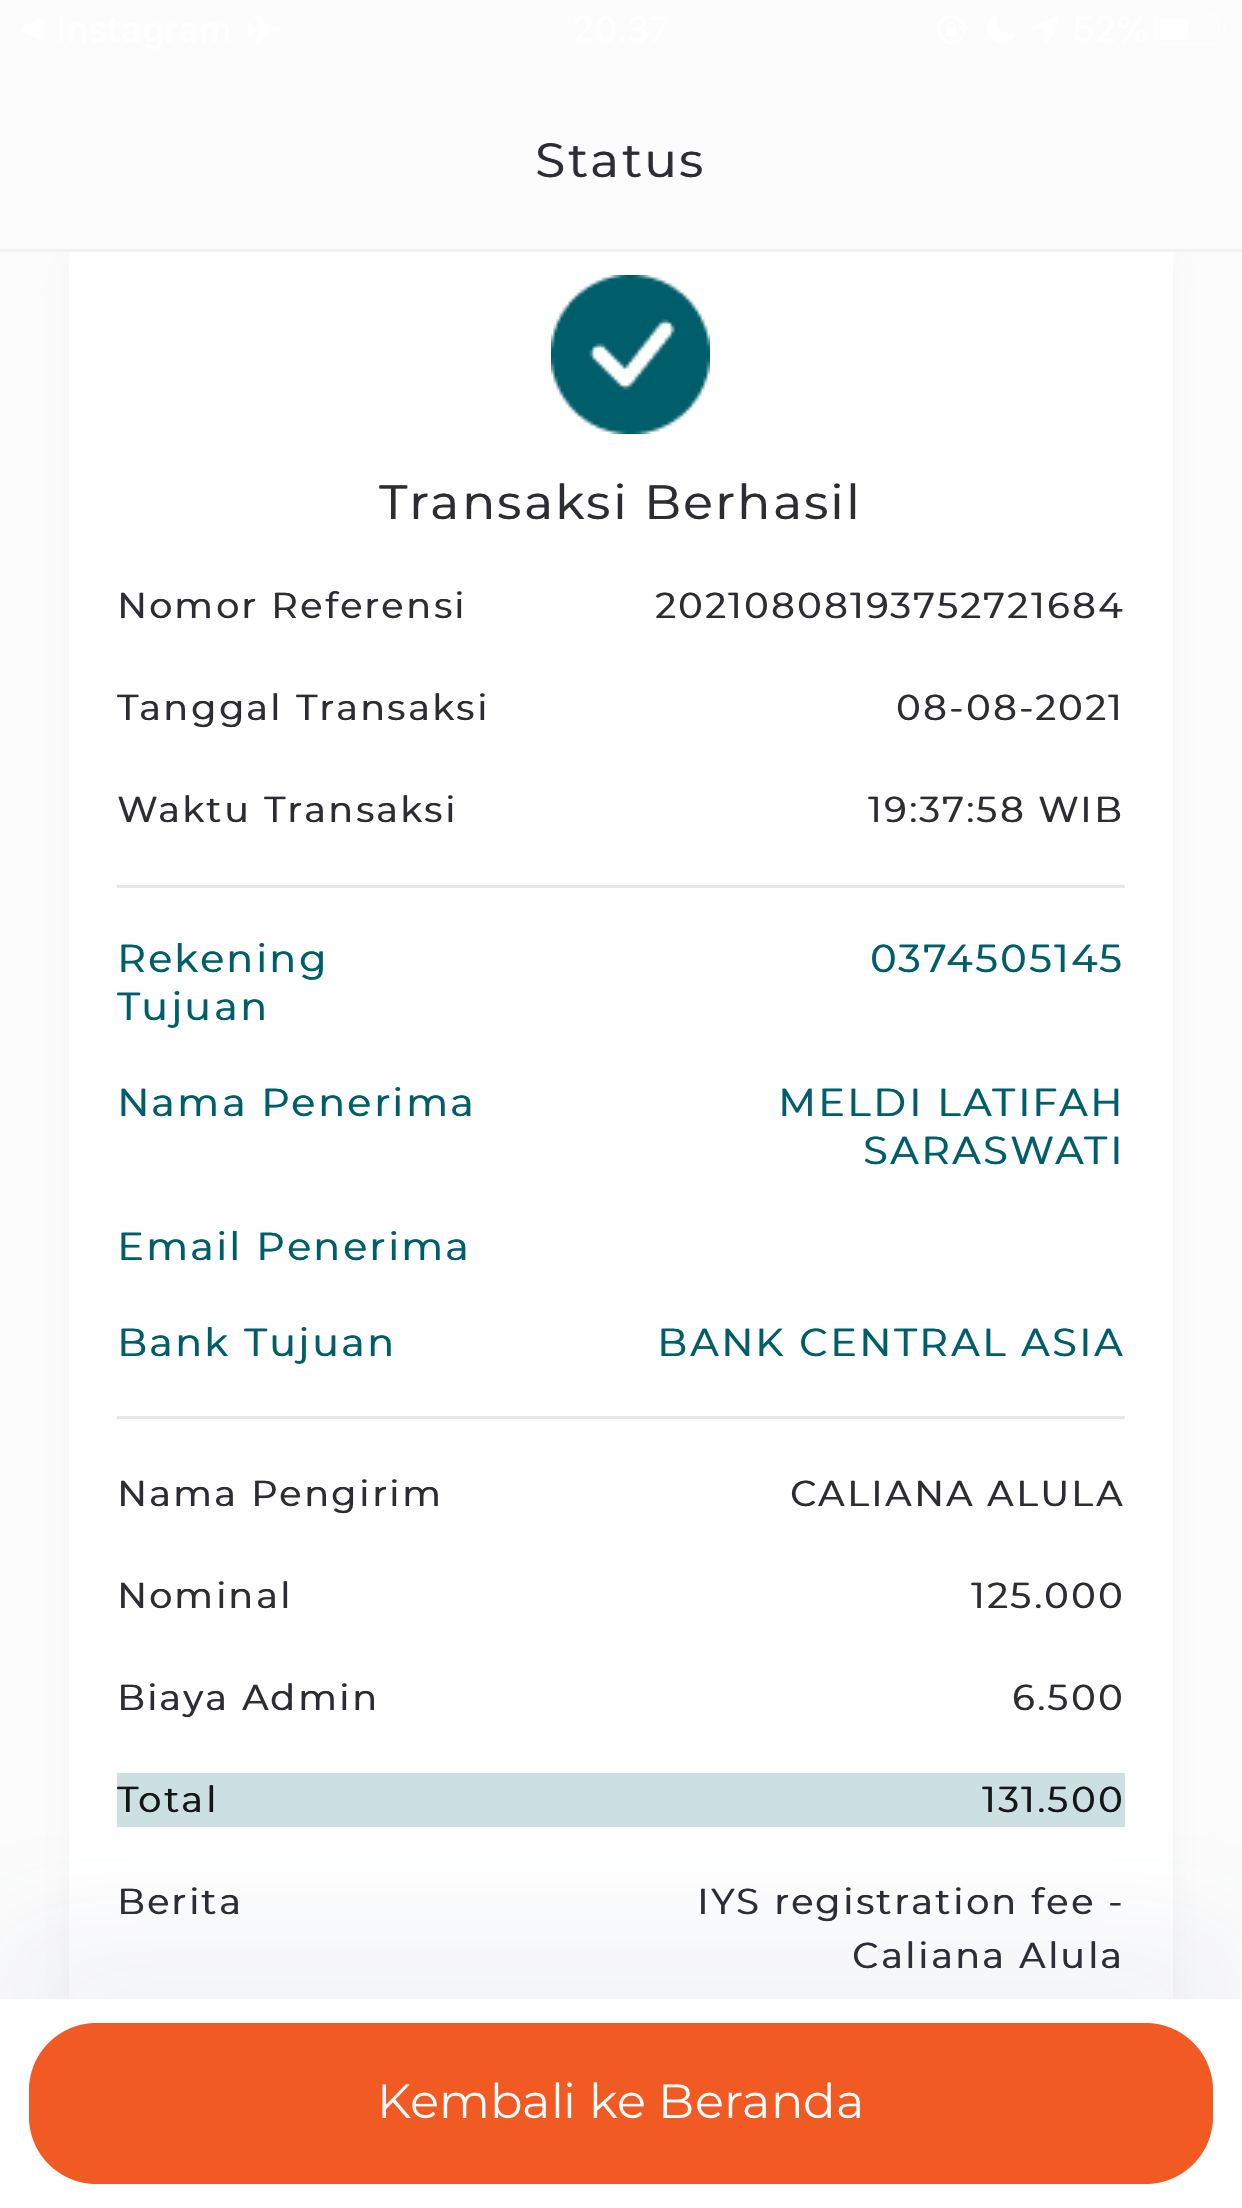 Instagram
20.37
52%
Status
Transaksi Berhasil
Nomor Referensi 20210808193752721684
Tanggal Transaksi 08-08-2021
Waktu Transaksi 19:37:58 WIB
Rekening Tujuan 0374505145
Nama Penerima MELDI LATIFAH SARASWATI
Email Penerima
Bank Tujuan BANK CENTRAL ASIA
Nama Pengirim CALIANA ALULA
Nominal 125.000
Biaya Admin 6.500
Total 131.500
Berita IYS registration fee -
Caliana Alula
Kembali ke Beranda